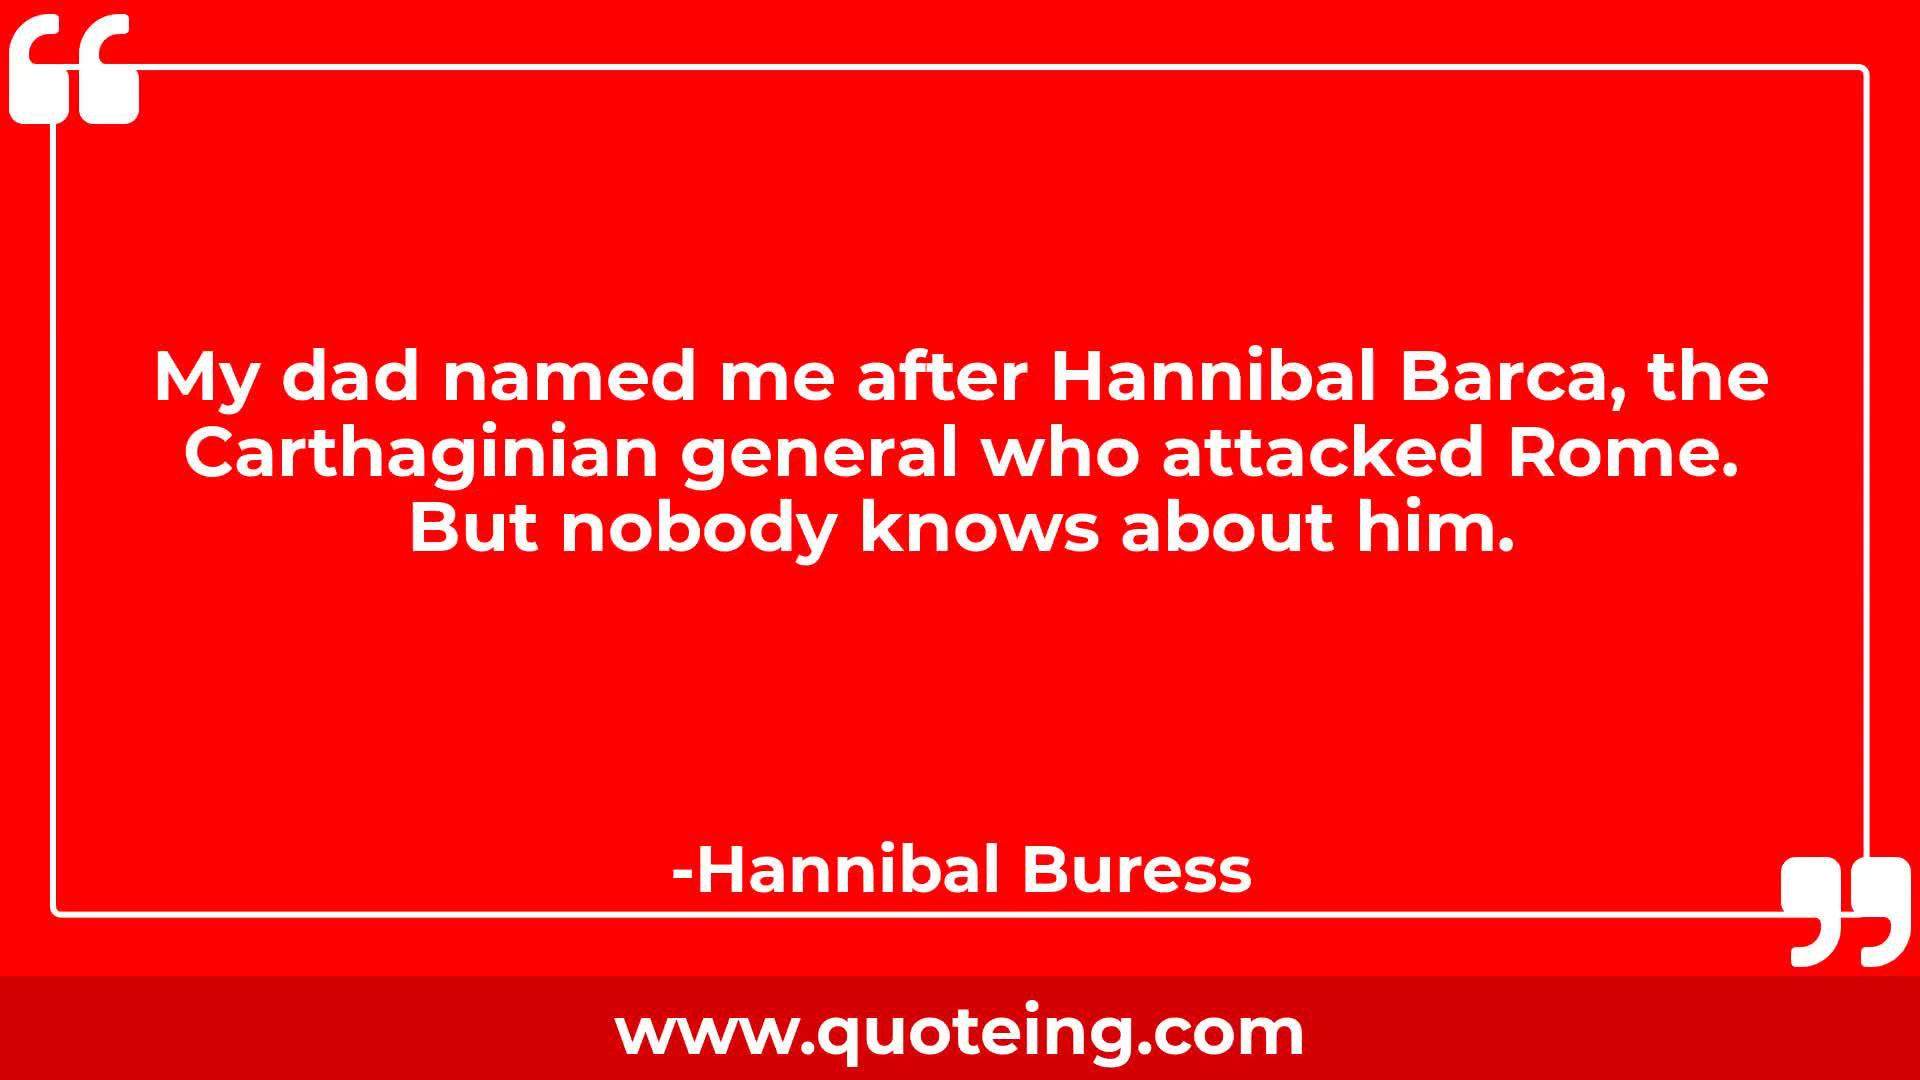 My dad named me after Hannibal Barca, the
Carthaginian general who attacked Rome.
But nobody knows about him.
-Hannibal Buress
www.quoteing.com